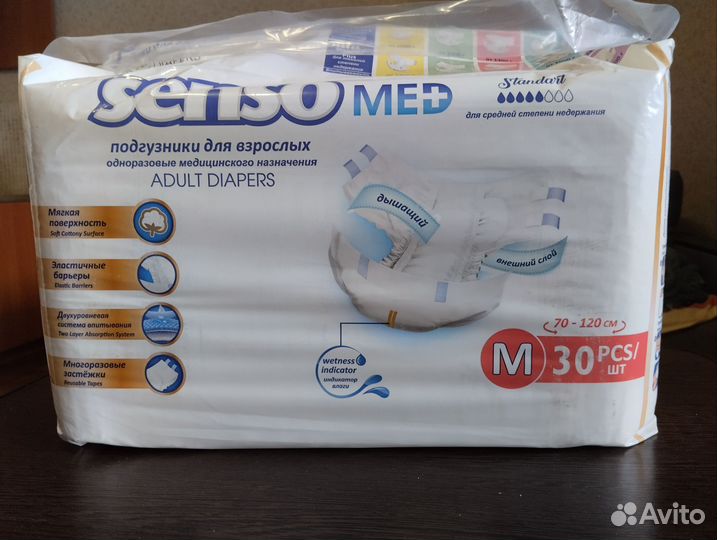 senso MED
Standart
для средней степени недержания
подгузники для взрослых
одноразовые медицинского назначения
ADULT DIAPERS
Мягкая
поверхность
Soft Cottony Surface
Эластичные
барьеры
Elastic Barriers
Двухуровневая
система впитывания
Two Layer Absorption System
Многоразовые
застёжки
Reusable Tapes
дышащий
внешний слой
wetness
indicator
индикатор
влаги
70 - 120 см
M 30 PCS/
ШТ
Avito